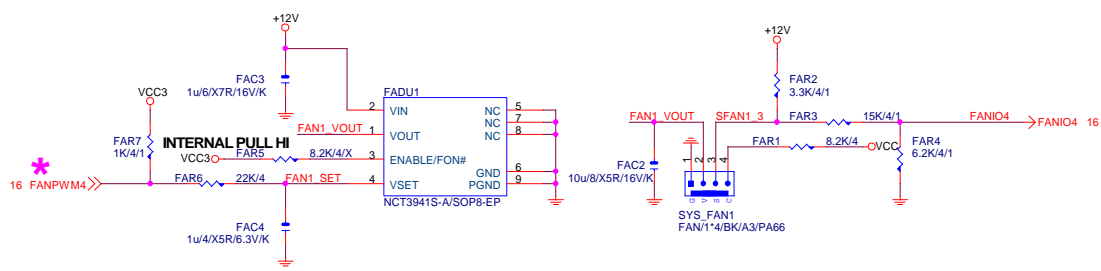 +12V
FAC3
1u/6/X7R/16V/K
VCC3
FAR7
1K/4/1
INTERNAL PULL HI
VCC3
FAR5
8.2K/4/X
FAN1_VOUT
16 FANPWM4
*
FAR6
22K/4
FAN1_SET
FAC4
1u/4/X5R/6.3V/K
FADU1
2 VIN
1 VOUT
3 ENABLE/FON#
4 VSET
NC 5
NC 7
NC 8
GND 6
PGND 9
NCT3941S-A/SOP8-EP
+12V
FAR2
3.3K/4/1
FAN1_VOUT
SFAN1_3
FAR3
15K/4/1
FANIO4
FANIO4 16
FAR1
8.2K/4
VCC
FAR4
6.2K/4/1
FAC2
10u/8/X5R/16V/K
1 2 3 4
G V S C
SYS_FAN1
FAN/1*4/BK/A3/PA66